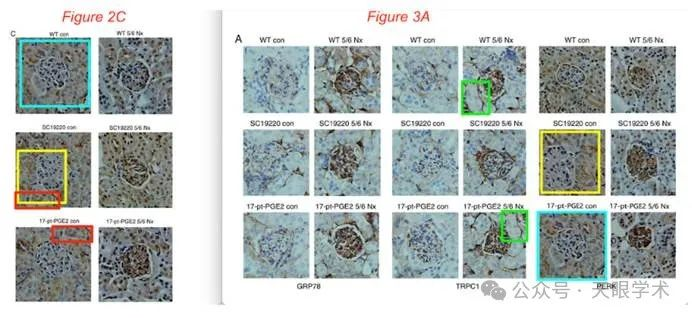 Figure 2C
Figure 3A
C
WT con
WT 5/6 Nx
SC19220 con
SC19220 5/6 Nx
17-pt-PGE2 con
17-pt-PGE2 5/6 Nx
A
WT con
WT 5/6 Nx
WT con
WT 5/6 Nx
WT con
WT 5/6 Nx
SC19220 con
SC19220 5/6 Nx
SC19220 con
SC19220 5/6 Nx
SC19220 con
SC19220 5/6 Nx
17-pt-PGE2 con
17-pt-PGE2 5/6 Nx
17-pt-PGE2 con
17-pt-PGE2 5/6 Nx
17-pt-PGE2 con
17-pt-PGE2 5/6 Nx
GRP78
TRPC1
PERK
公众号 · 天眼学术